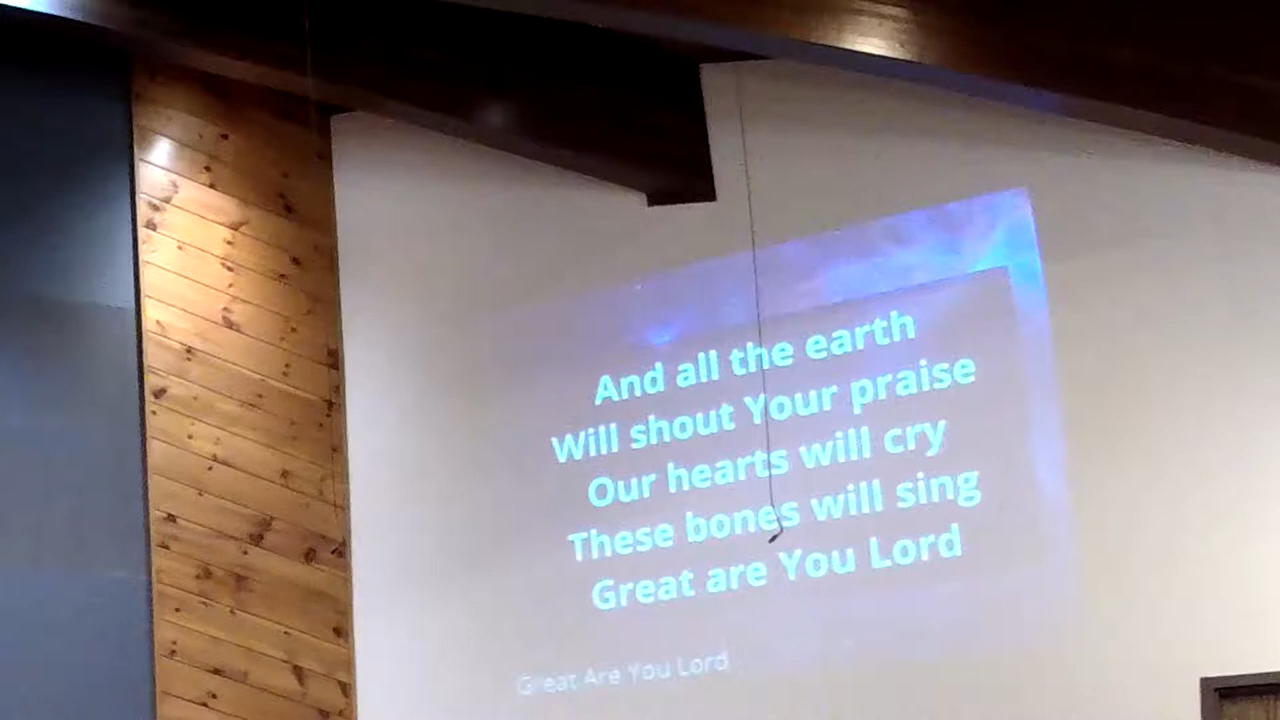 And all the earth
Will shout Your praise
Our hearts will cry
These bones will sing
Great are You Lord
Great Are You Lord